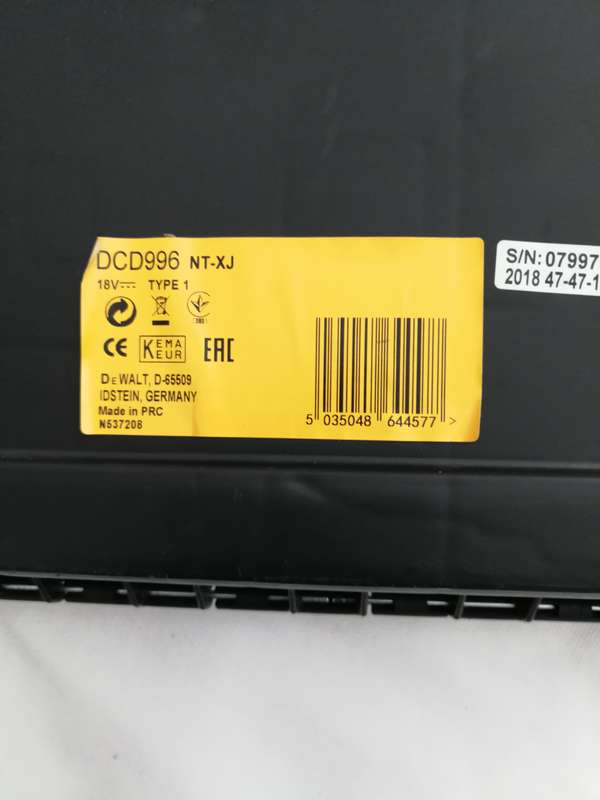 DCD996 NT-XJ
18V TYPE 1
CE KEMA KEUR EAC
DeWALT, D-65509
IDSTEIN, GERMANY
Made in PRC
N537208
5 035048 644577 >
S/N: 07997
2018 47-47-1